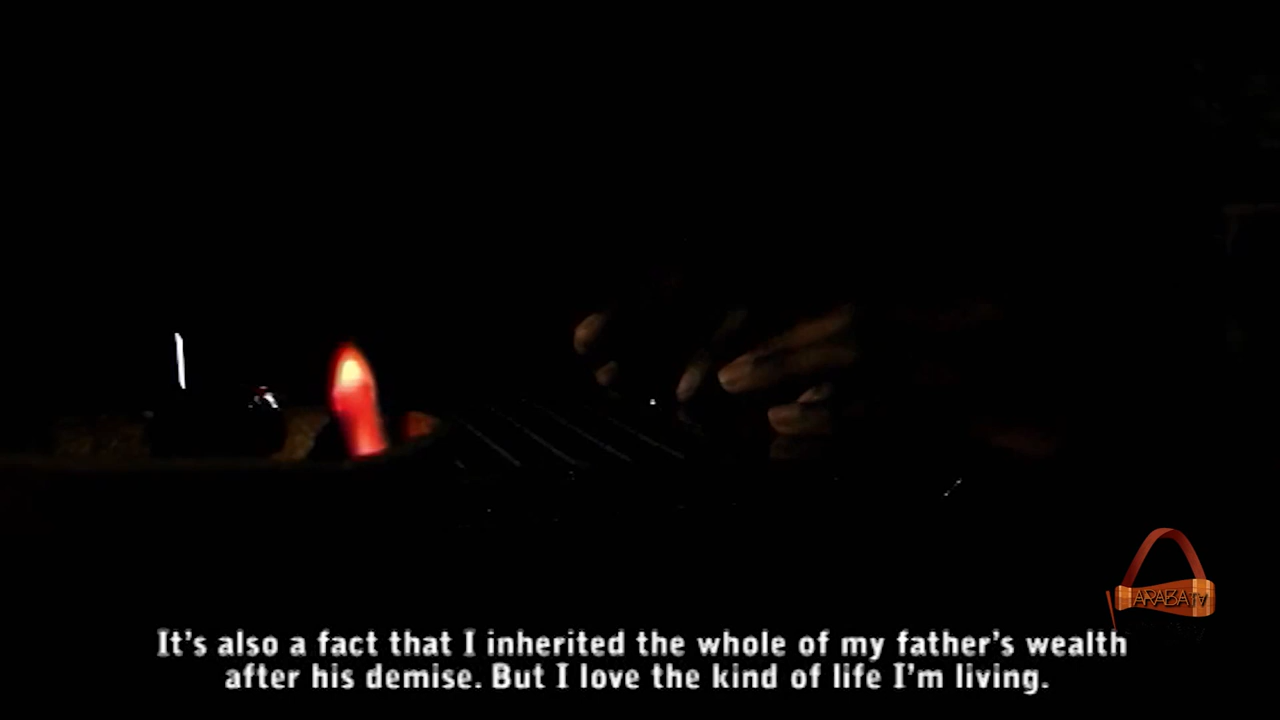 ARABA TV
It's also a fact that I inherited the whole of my father's wealth
after his demise. But I love the kind of life I'm living.